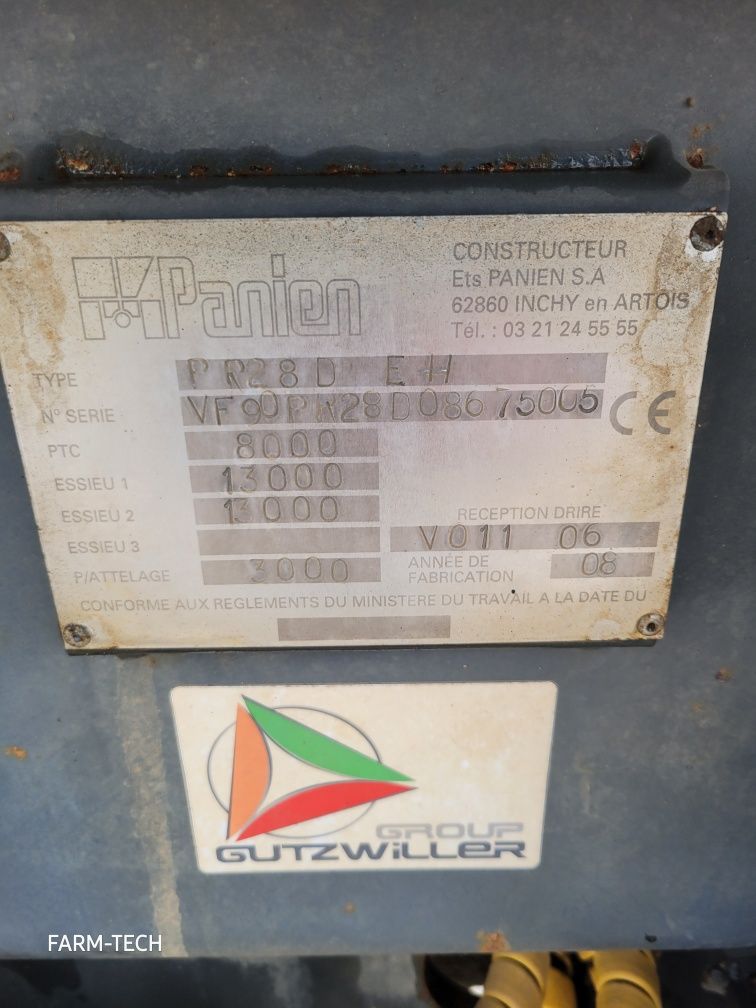 Panien
CONSTRUCTEUR
Ets PANIEN S.A
62860 INCHY en ARTOIS
Tél. : 03 21 24 55 55
TYPE PR28D EH
N° SERIE VF90PR28D08675005 CE
PTC 8000
ESSIEU 1 13000
ESSIEU 2 13000
RECEPTION DRIRE
ESSIEU 3
V011 06
P/ATTELAGE 3000
ANNÉE DE
FABRICATION 08
CONFORME AUX REGLEMENTS DU MINISTERE DU TRAVAIL A LA DATE DU
GROUP
GUTZWiLLER
FARM-TECH